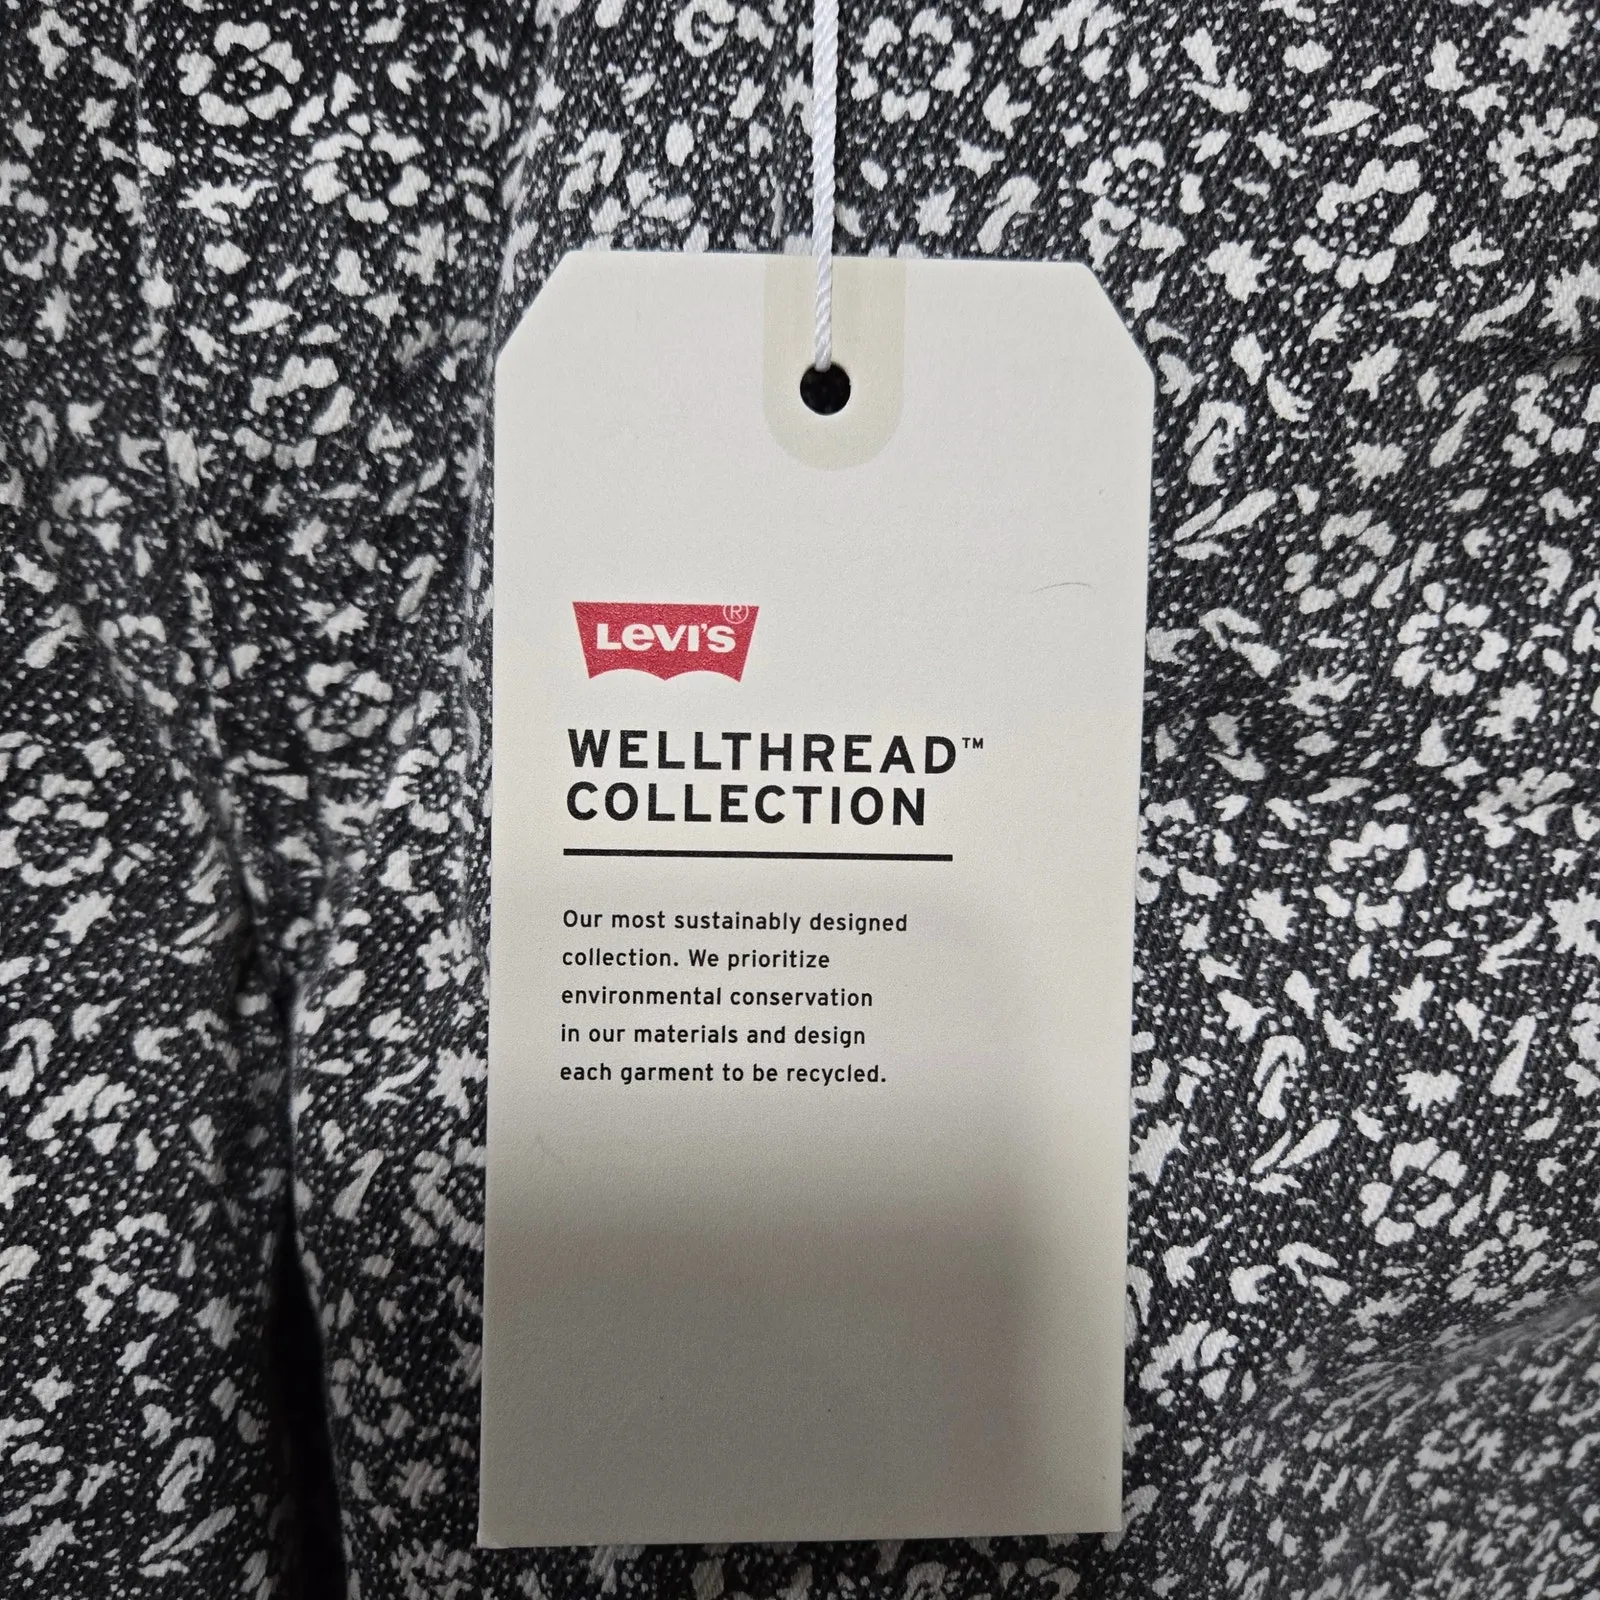 LEVI'S®
WELLTHREAD™
COLLECTION
Our most sustainably designed
collection. We prioritize
environmental conservation
in our materials and design
each garment to be recycled.